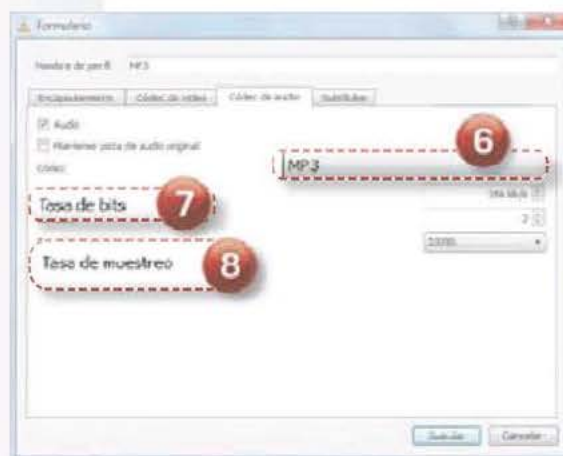 Formulario
Nombre de perfil MP3
Encapsulamiento Códec de video Códec de audio Subtítulos
Audio
Mantener pista de audio original
Códec
MP3
6
Tasa de bits
7
2
Tasa de muestreo
8
Guardar Cancelar